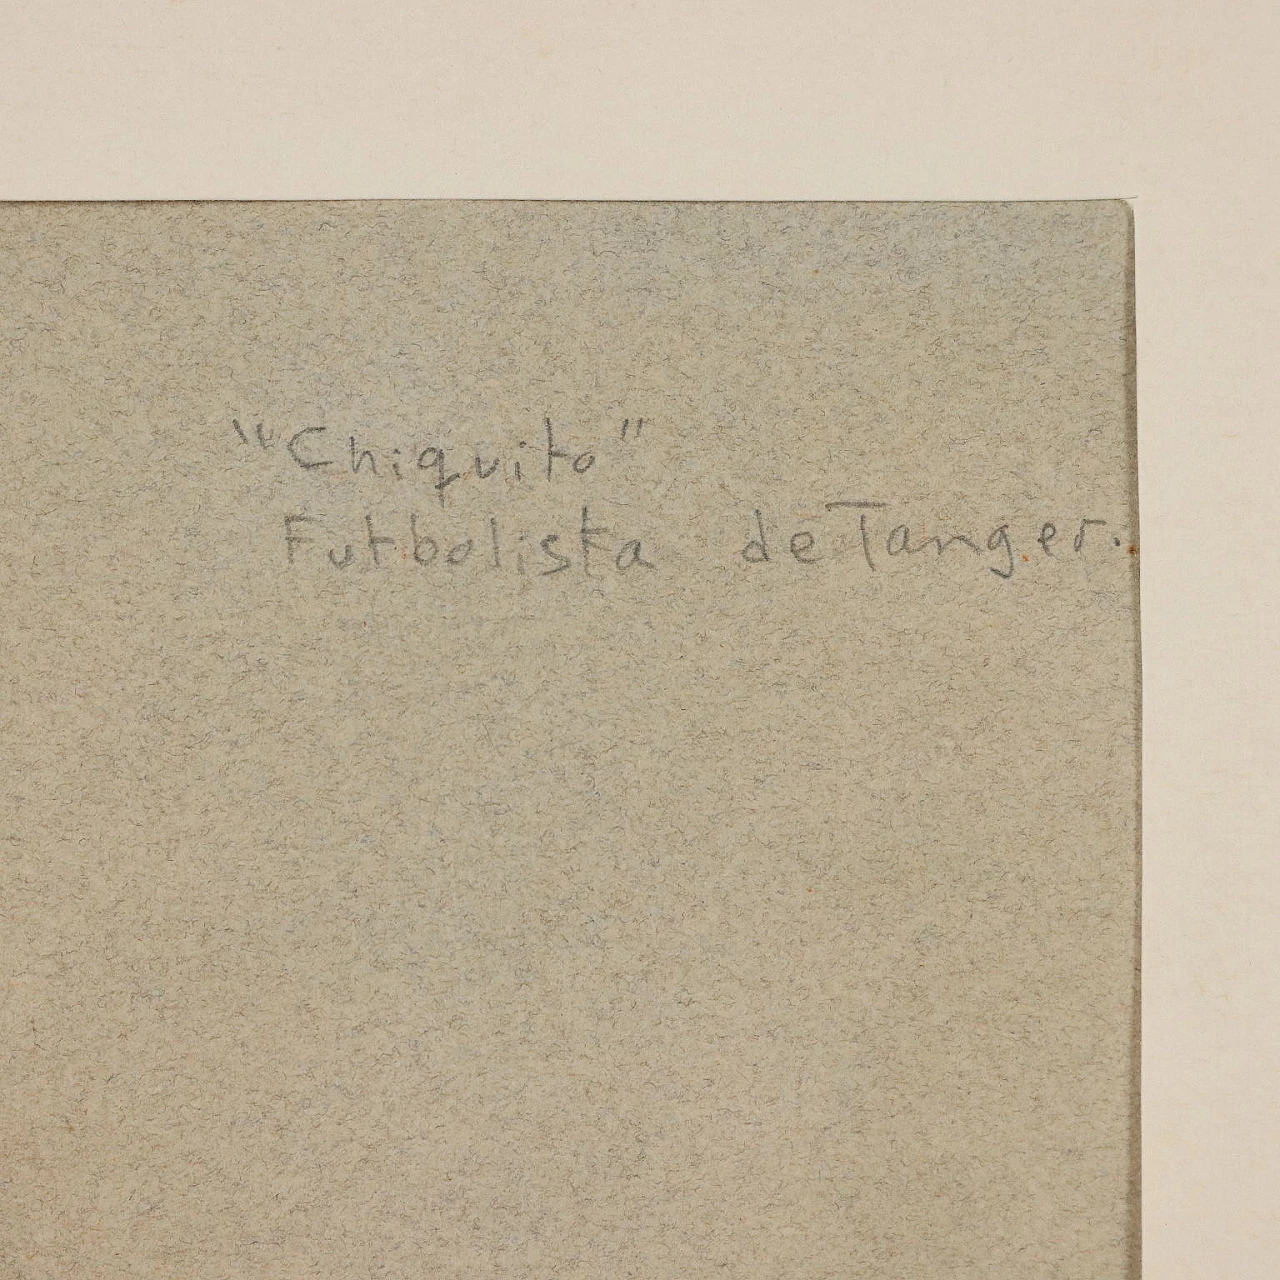 "Chiquito"
Futbolista de Tanger.